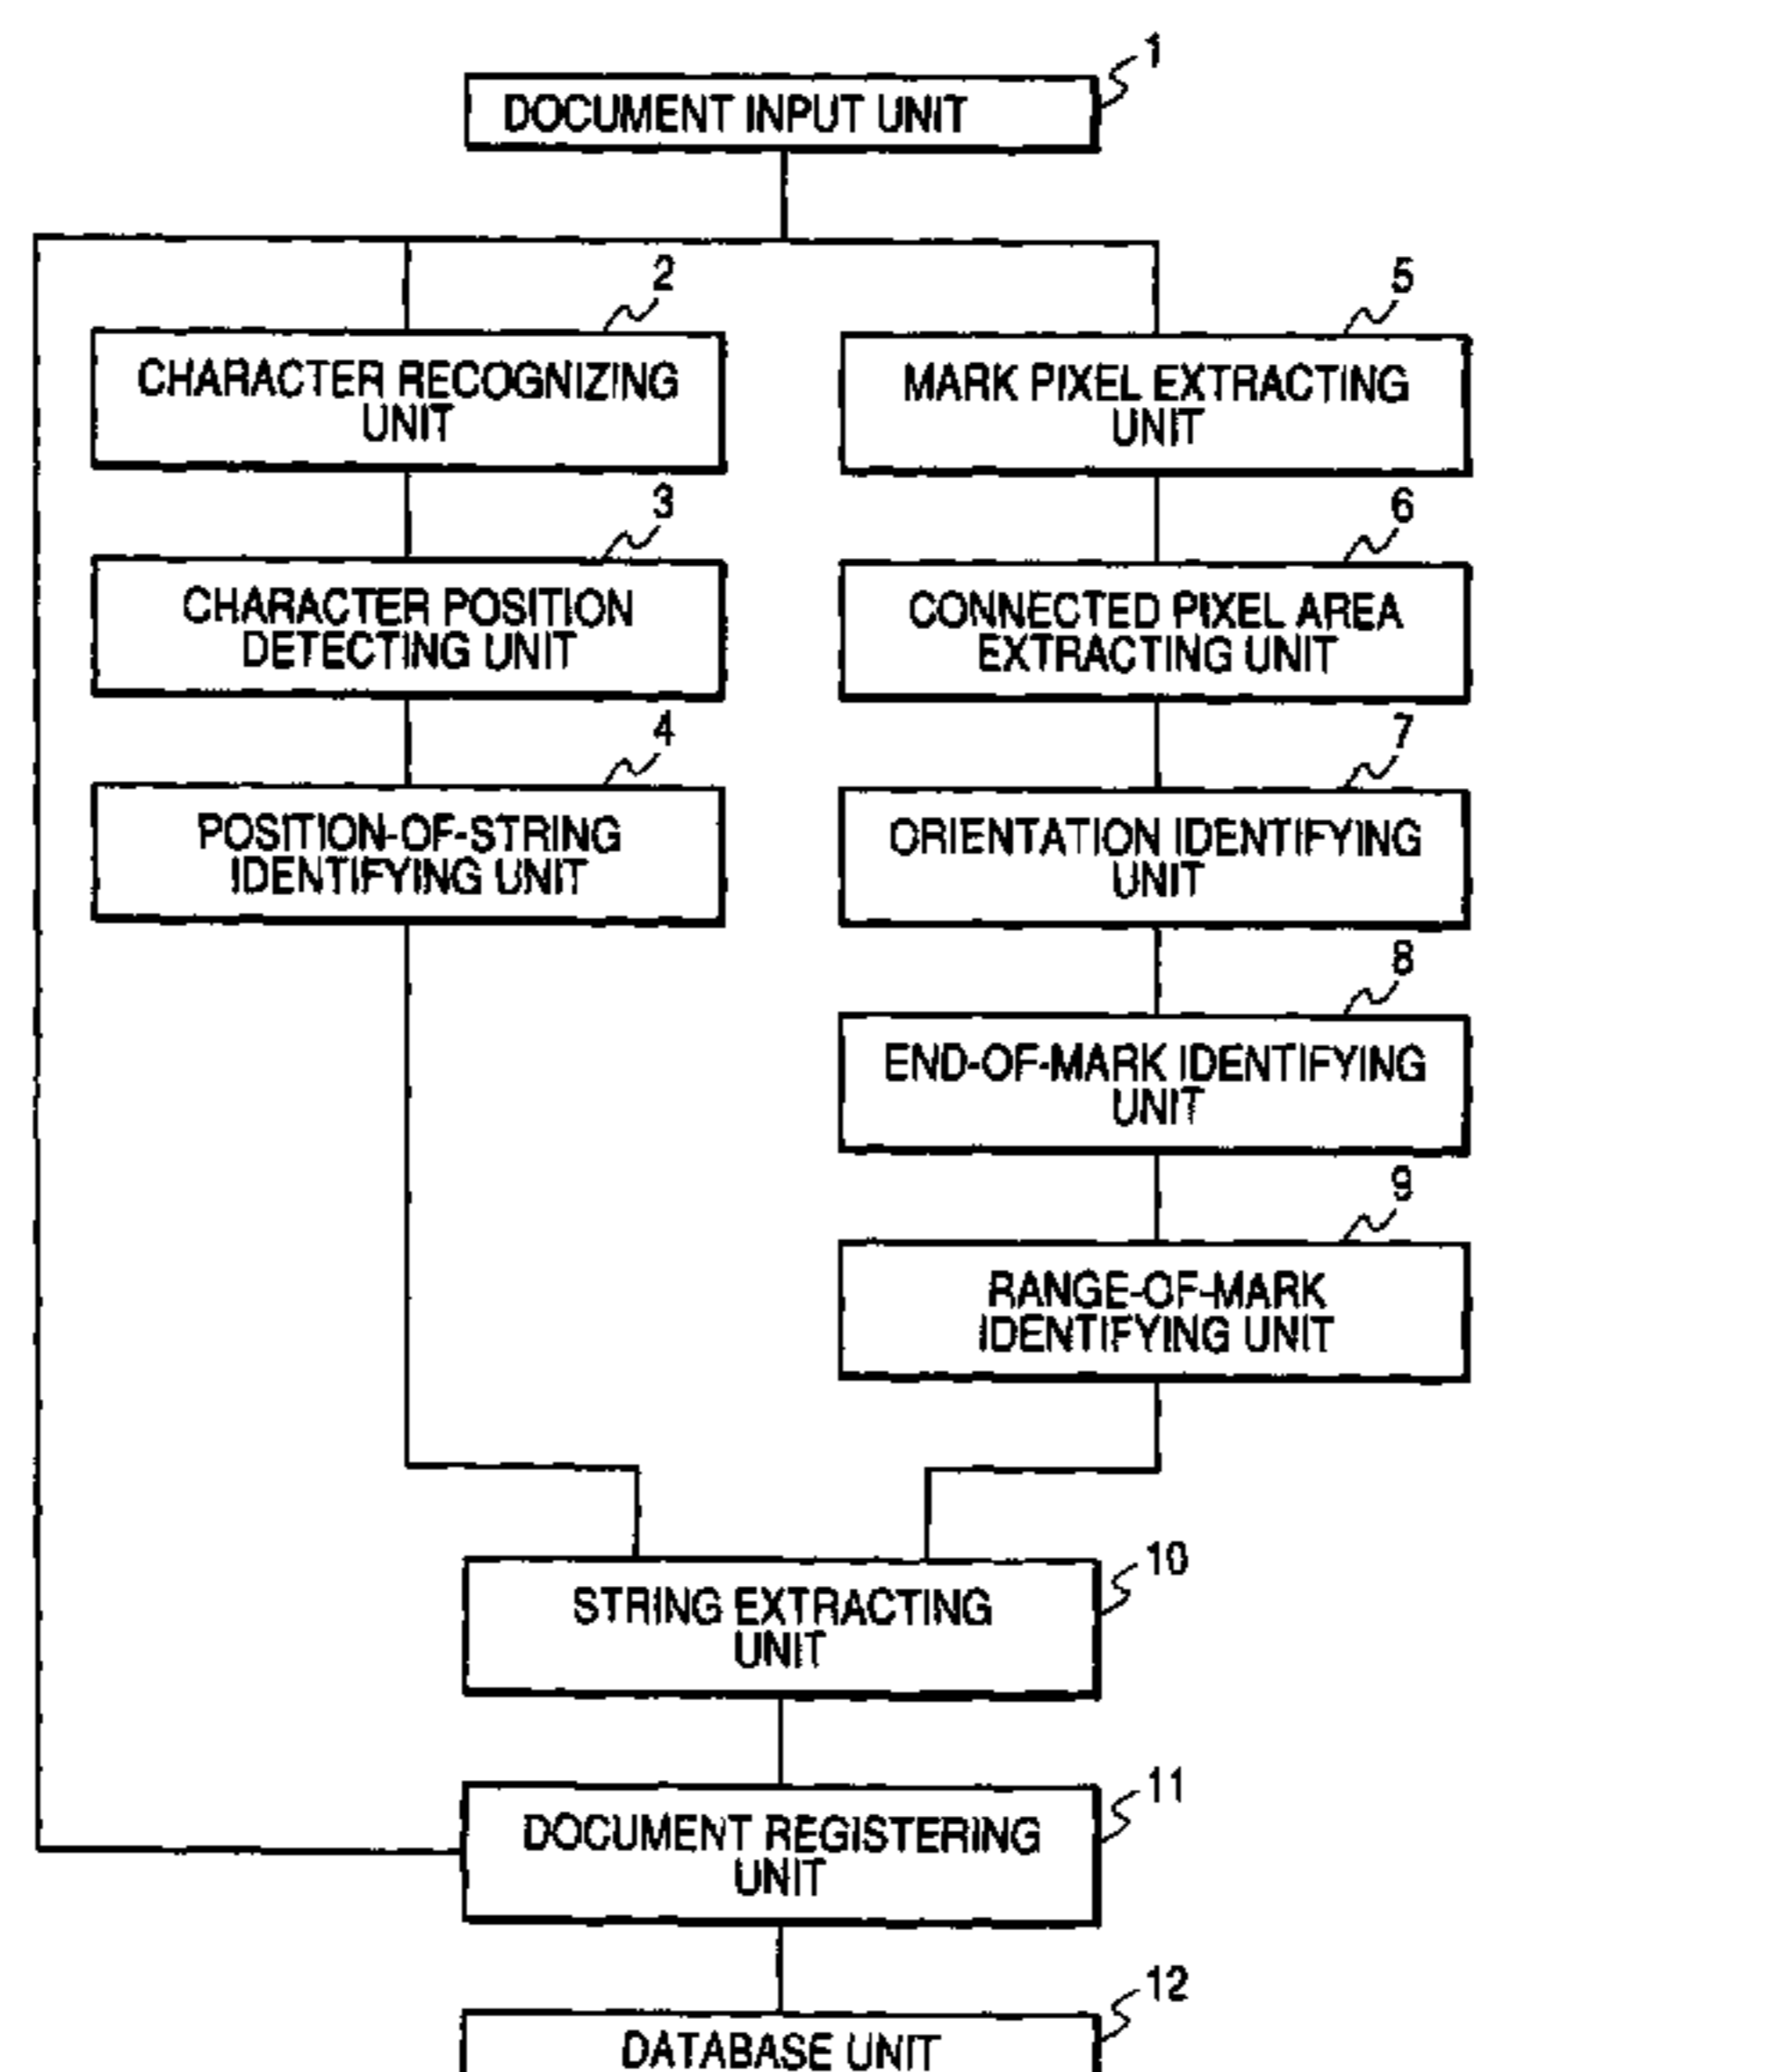 1
DOCUMENT INPUT UNIT
2
CHARACTER RECOGNIZING
UNIT
3
CHARACTER POSITION
DETECTING UNIT
4
POSITION-OF-STRING
IDENTIFYING UNIT
5
MARK PIXEL EXTRACTING
UNIT
6
CONNECTED PIXEL AREA
EXTRACTING UNIT
7
ORIENTATION IDENTIFYING
UNIT
8
END-OF-MARK IDENTIFYING
UNIT
9
RANGE-OF-MARK
IDENTIFYING UNIT
10
STRING EXTRACTING
UNIT
11
DOCUMENT REGISTERING
UNIT
12
DATABASE UNIT